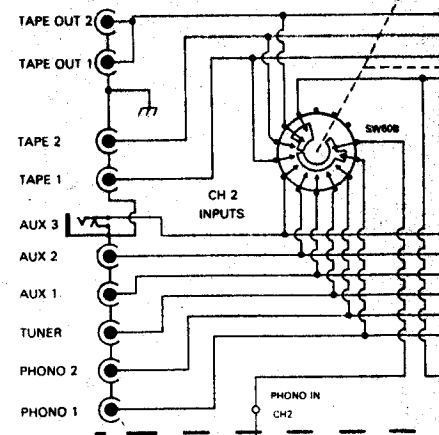 TAPE OUT 2
TAPE OUT 1
TAPE 2
SW60B
TAPE 1
CH 2
INPUTS
AUX 3
AUX 2
AUX 1
TUNER
PHONO 2
PHONO IN
CH2
PHONO 1